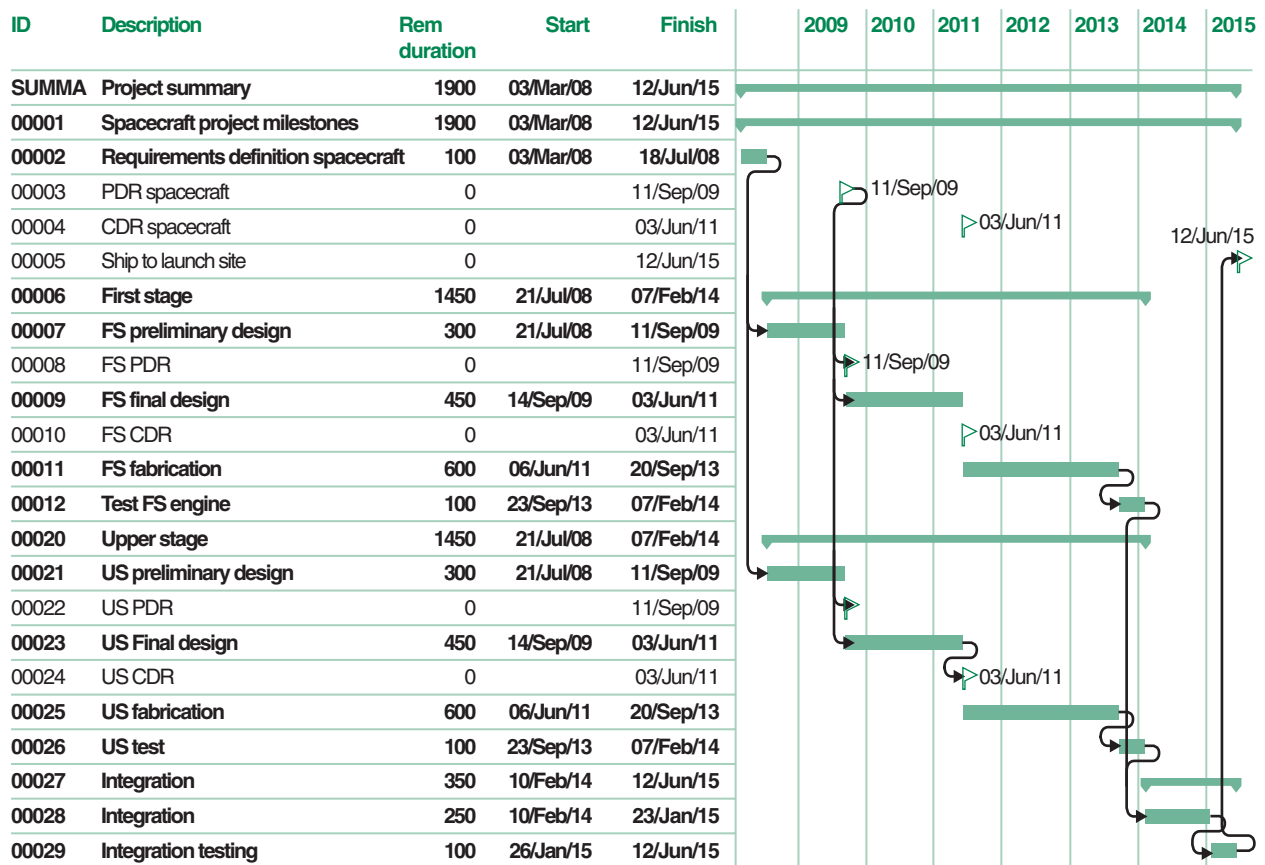 ID Description Rem duration Start Finish 2009 2010 2011 2012 2013 2014 2015
SUMMA Project summary 1900 03/Mar/08 12/Jun/15
00001 Spacecraft project milestones 1900 03/Mar/08 12/Jun/15
00002 Requirements definition spacecraft 100 03/Mar/08 18/Jul/08
00003 PDR spacecraft 0 11/Sep/09 11/Sep/09
00004 CDR spacecraft 0 03/Jun/11 03/Jun/11
00005 Ship to launch site 0 12/Jun/15 12/Jun/15
00006 First stage 1450 21/Jul/08 07/Feb/14
00007 FS preliminary design 300 21/Jul/08 11/Sep/09
00008 FS PDR 0 11/Sep/09 11/Sep/09
00009 FS final design 450 14/Sep/09 03/Jun/11
00010 FS CDR 0 03/Jun/11 03/Jun/11
00011 FS fabrication 600 06/Jun/11 20/Sep/13
00012 Test FS engine 100 23/Sep/13 07/Feb/14
00020 Upper stage 1450 21/Jul/08 07/Feb/14
00021 US preliminary design 300 21/Jul/08 11/Sep/09
00022 US PDR 0 11/Sep/09
00023 US Final design 450 14/Sep/09 03/Jun/11
00024 US CDR 0 03/Jun/11 03/Jun/11
00025 US fabrication 600 06/Jun/11 20/Sep/13
00026 US test 100 23/Sep/13 07/Feb/14
00027 Integration 350 10/Feb/14 12/Jun/15
00028 Integration 250 10/Feb/14 23/Jan/15
00029 Integration testing 100 26/Jan/15 12/Jun/15